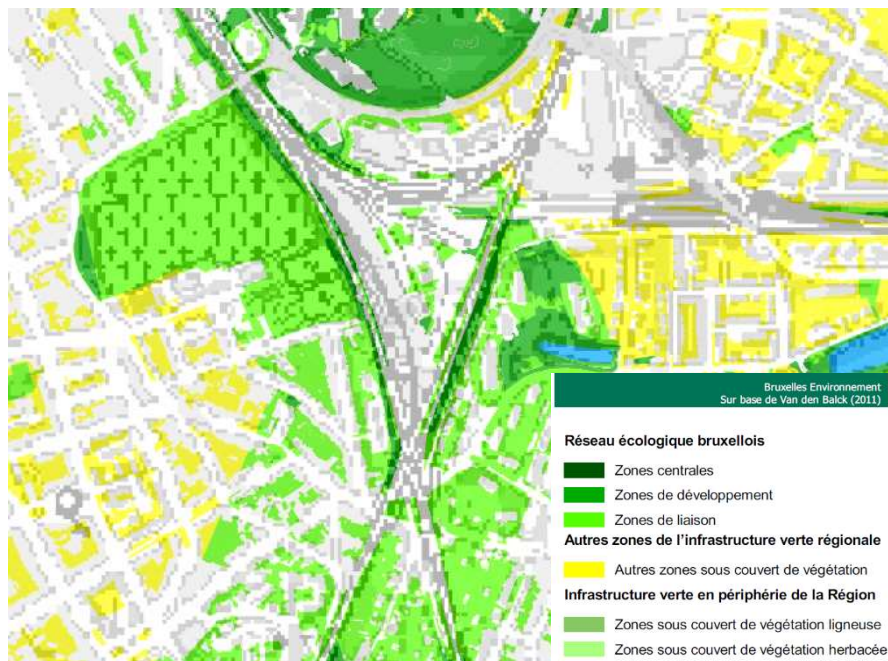 Bruxelles Environnement
Sur base de Van den Balck (2011)
Réseau écologique bruxellois
Zones centrales
Zones de développement
Zones de liaison
Autres zones de l'infrastructure verte régionale
Autres zones sous couvert de végétation
Infrastructure verte en périphérie de la Région
Zones sous couvert de végétation ligneuse
Zones sous couvert de végétation herbacée